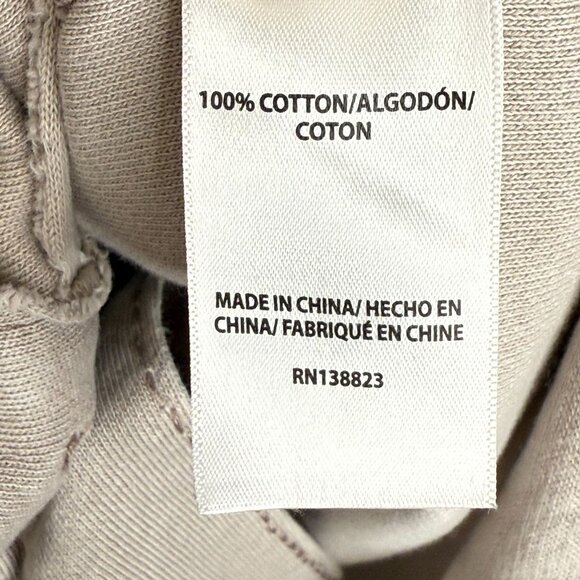 100% COTTON/ALGODÓN/
COTON
MADE IN CHINA/ HECHO EN
CHINA/ FABRIQUÉ EN CHINE
RN138823